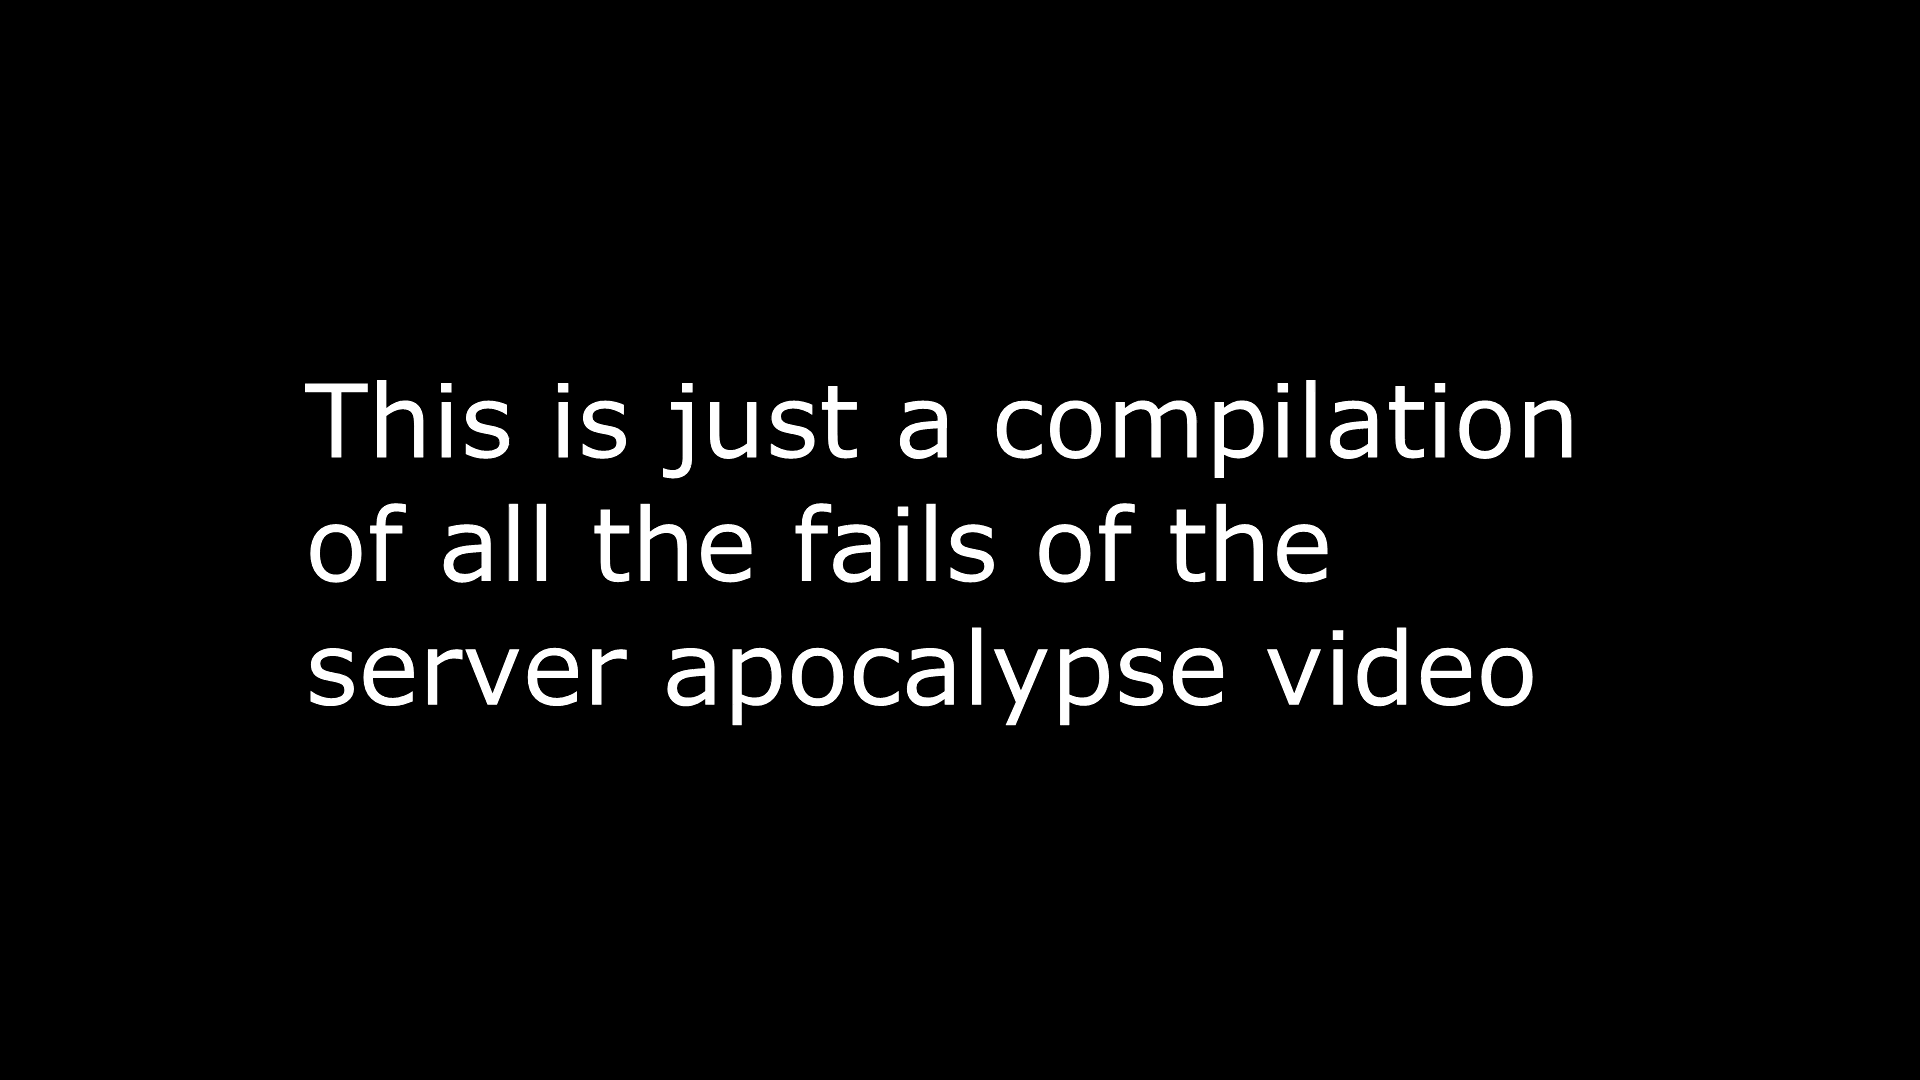 This is just a compilation
of all the fails of the
server apocalypse video